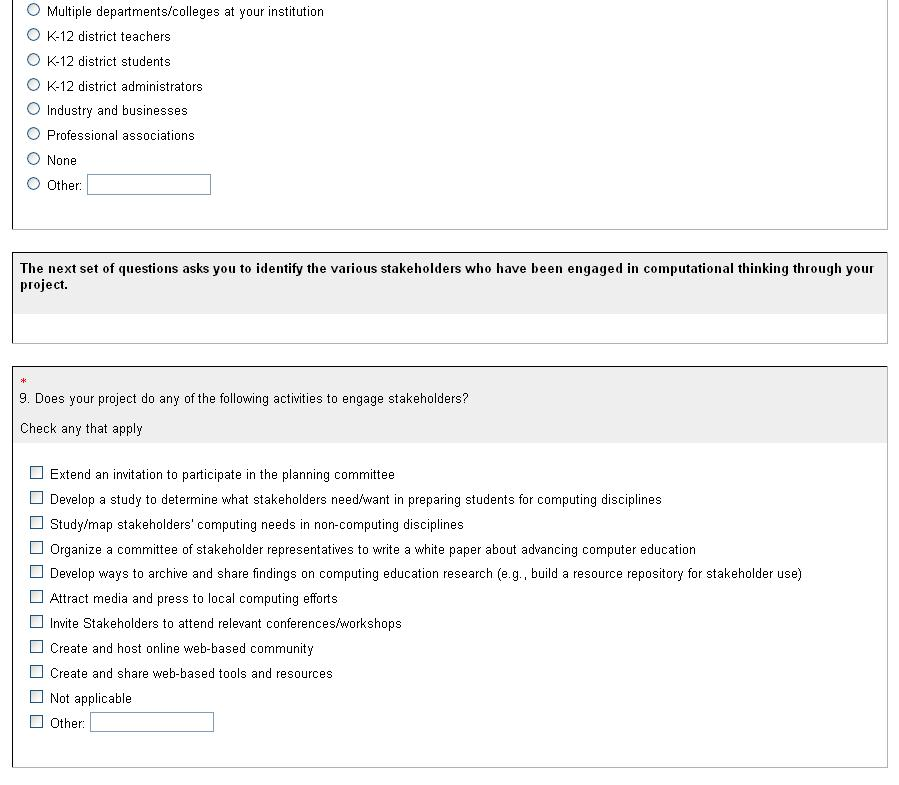 Multiple departments/colleges at your institution
K-12 district teachers
K-12 district students
K-12 district administrators
Industry and businesses
Professional associations
None
Other:
The next set of questions asks you to identify the various stakeholders who have been engaged in computational thinking through your
project.
*
9. Does your project do any of the following activities to engage stakeholders?
Check any that apply
Extend an invitation to participate in the planning committee
Develop a study to determine what stakeholders need/want in preparing students for computing disciplines
Study/map stakeholders' computing needs in non-computing disciplines
Organize a committee of stakeholder representatives to write a white paper about advancing computer education
Develop ways to archive and share findings on computing education research (e.g., build a resource repository for stakeholder use)
Attract media and press to local computing efforts
Invite Stakeholders to attend relevant conferences/workshops
Create and host online web-based community
Create and share web-based tools and resources
Not applicable
Other: